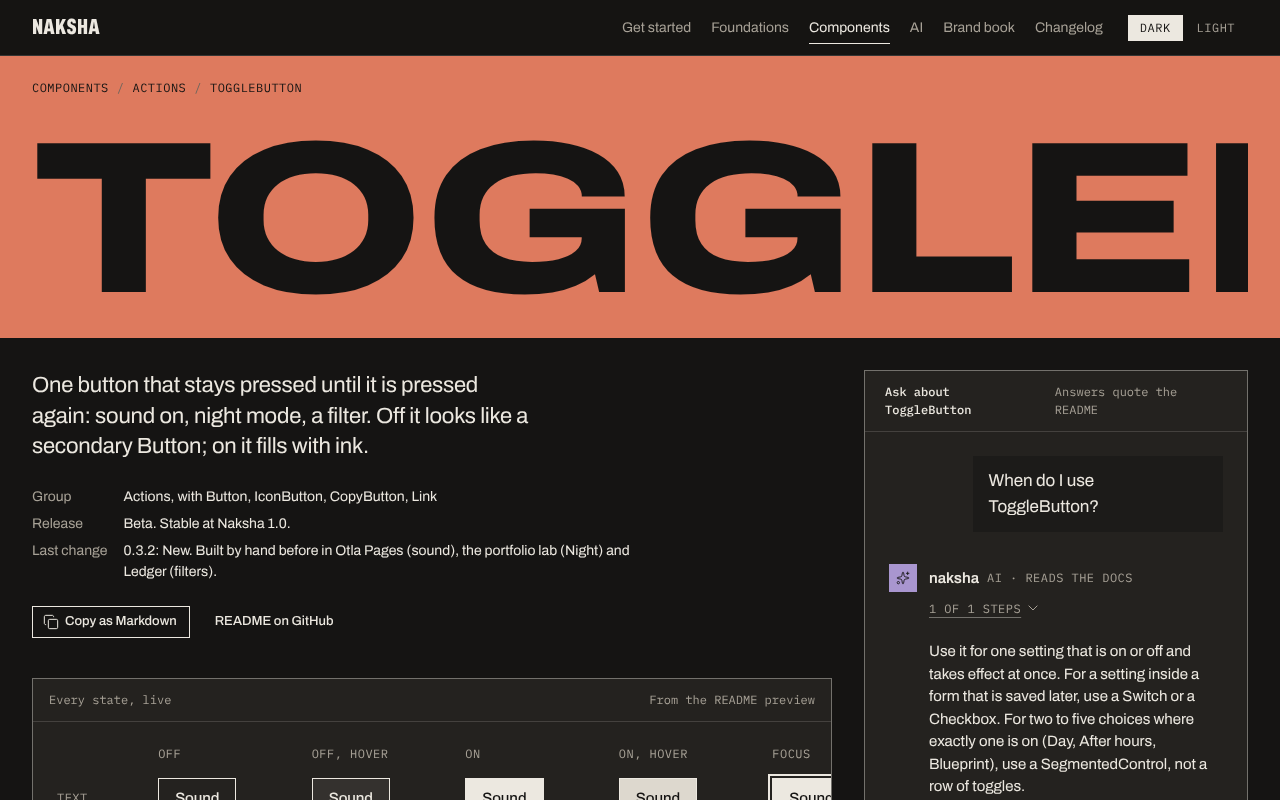 NAKSHA
Get started Foundations Components AI Brand book Changelog DARK LIGHT
COMPONENTS / ACTIONS / TOGGLEBUTTON
TOGGLE
One button that stays pressed until it is pressed
again: sound on, night mode, a filter. Off it looks like a
secondary Button; on it fills with ink.
Group Actions, with Button, IconButton, CopyButton, Link
Release Beta. Stable at Naksha 1.0.
Last change 0.3.2: New. Built by hand before in Otla Pages (sound), the portfolio lab (Night) and
Ledger (filters).
Copy as Markdown README on GitHub
Every state, live From the README preview
OFF OFF, HOVER ON ON, HOVER FOCUS
TEXT Sound Sound Sound Sound Soun
Ask about
ToggleButton
Answers quote the
README
When do I use
ToggleButton?
naksha AI · READS THE DOCS
1 OF 1 STEPS
Use it for one setting that is on or off and
takes effect at once. For a setting inside a
form that is saved later, use a Switch or a
Checkbox. For two to five choices where
exactly one is on (Day, After hours,
Blueprint), use a SegmentedControl, not a
row of toggles.